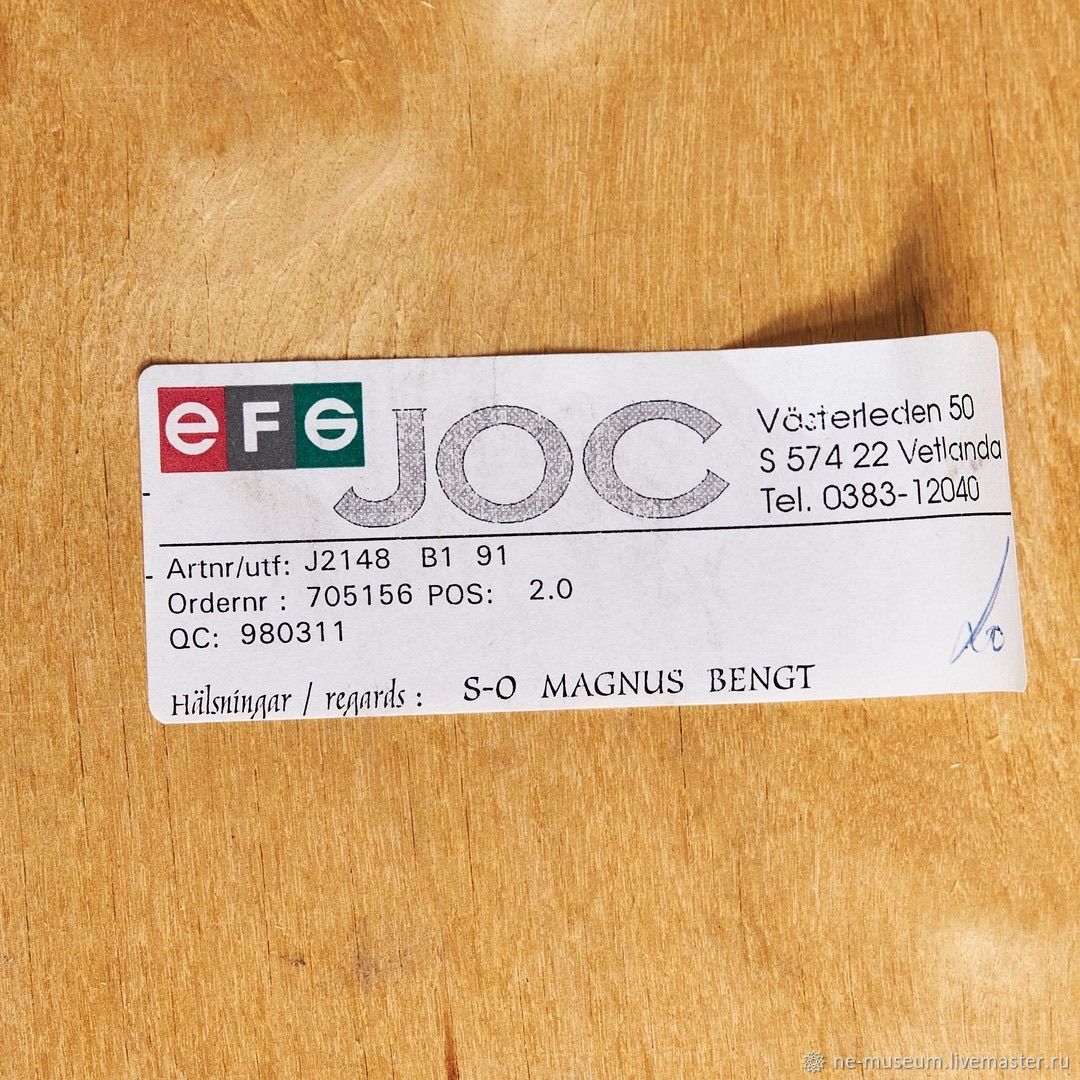 eFG JOC
Västerleden 50
S 574 22 Vetlanda
Tel. 0383-12040
Artnr/utf: J2148 B1 91
Ordernr : 705156 POS: 2.0
QC: 980311
Hälsningar / regards : S-O MAGNUS BENGT
ne-museum.livemaster.ru